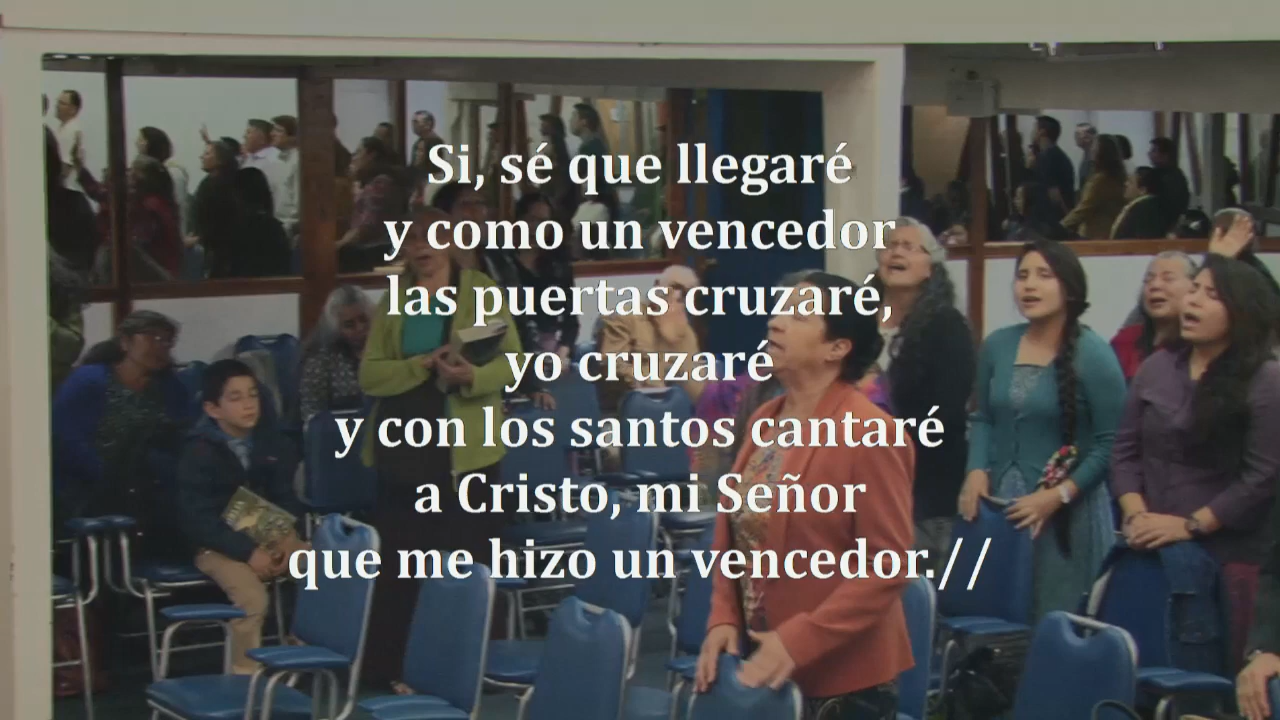 Si, sé que llegaré
y como un vencedor
las puertas cruzaré,
yo cruzaré
y con los santos cantaré
a Cristo, mi Señor
que me hizo un vencedor.//